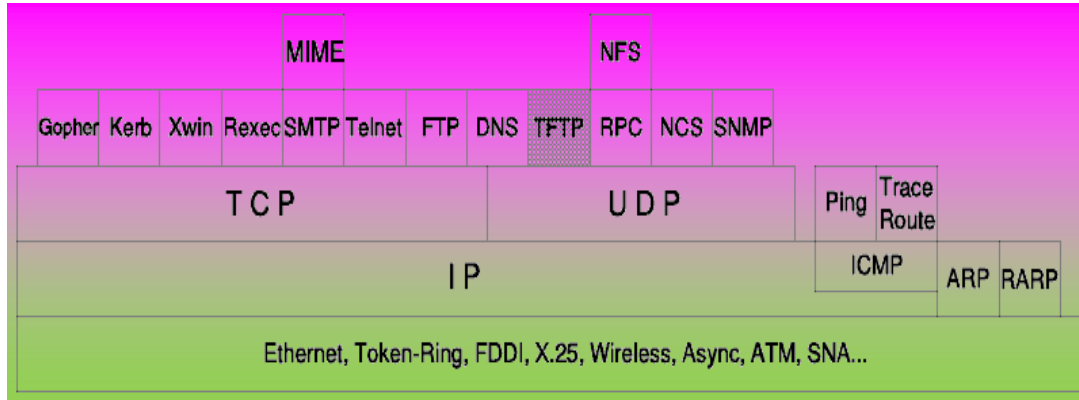 MIME NFS
Gopher Kerb Xwin Rexec SMTP Telnet FTP DNS TFTP RPC NCS SNMP
TCP UDP Ping Trace
Route
IP ICMP ARP RARP
Ethernet, Token-Ring, FDDI, X.25, Wireless, Async, ATM, SNA...